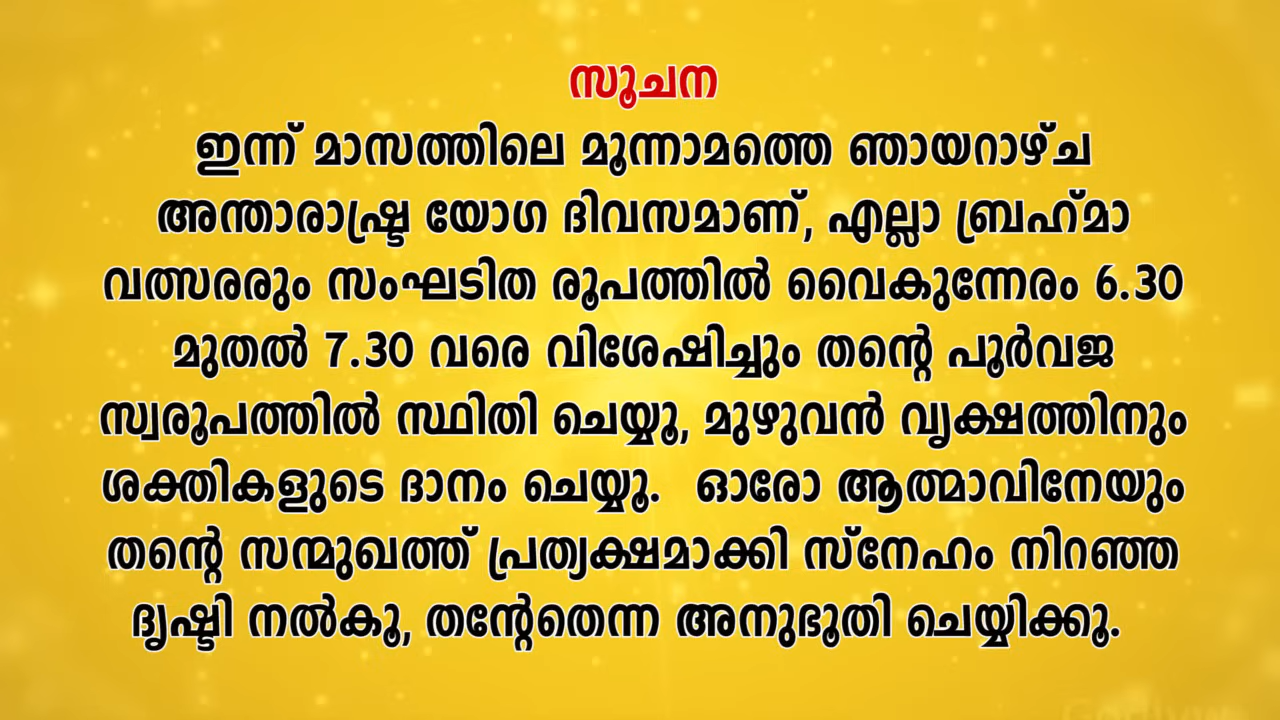 സൂചന
ഇന്ന് മാസത്തിലെ മൂന്നാമത്തെ ഞായറാഴ്ച
അന്താരാഷ്ട്ര യോഗ ദിവസമാണ്, എല്ലാ ബ്രഹ്‌മാ
വത്സരരും സംഘടിത രൂപത്തിൽ വൈകുന്നേരം 6.30
മുതൽ 7.30 വരെ വിശേഷിച്ചും തന്റെ പൂർവജ
സ്വരൂപത്തിൽ സ്ഥിതി ചെയ്യൂ, മുഴുവൻ വൃക്ഷത്തിനും
ശക്തികളുടെ ദാനം ചെയ്യൂ.  ഓരോ ആത്മാവിനേയും
തന്റെ സന്മുഖത്ത് പ്രത്യക്ഷമാക്കി സ്നേഹം നിറഞ്ഞ
ദൃഷ്ടി നൽകൂ, തന്റേതെന്ന അനുഭൂതി ചെയ്യിക്കൂ.